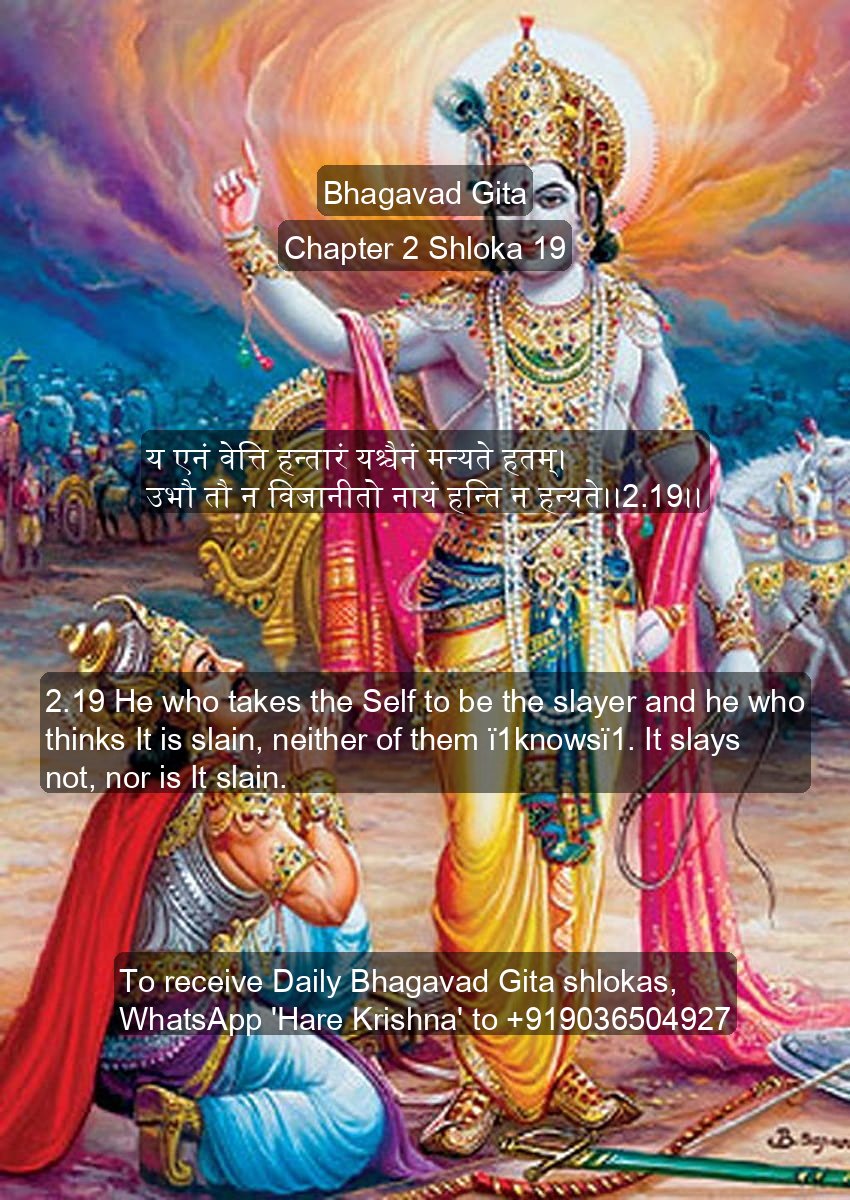 Bhagavad Gita
Chapter 2 Shloka 19
य एनं वेत्ति हन्तारं यश्चैनं मन्यते हतम्।
उभौ तौ न विजानीतो नायं हन्ति न हन्यते।।2.19।।
2.19 He who takes the Self to be the slayer and he who
thinks It is slain, neither of them ï1knowsï1. It slays
not, nor is It slain.
To receive Daily Bhagavad Gita shlokas,
WhatsApp 'Hare Krishna' to +919036504927